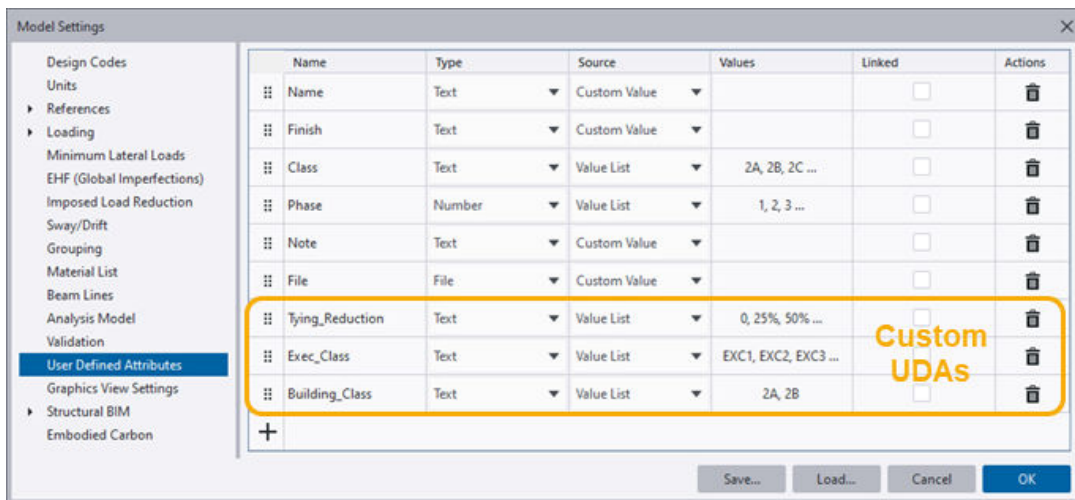 Model Settings
Design Codes
Units
References
Loading
Minimum Lateral Loads
EHF (Global Imperfections)
Imposed Load Reduction
Sway/Drift
Grouping
Material List
Beam Lines
Analysis Model
Validation
User Defined Attributes
Graphics View Settings
Structural BIM
Embodied Carbon
Name Type Source Values Linked Actions
Name Text Custom Value
Finish Text Custom Value
Class Text Value List 2A, 2B, 2C ...
Phase Number Value List 1, 2, 3 ...
Note Text Custom Value
File File Custom Value
Tying_Reduction Text Value List 0, 25%, 50% ...
Exec_Class Text Value List EXC1, EXC2, EXC3 ...
Building_Class Text Value List 2A, 2B
Custom
UDAs
Save... Load... Cancel OK